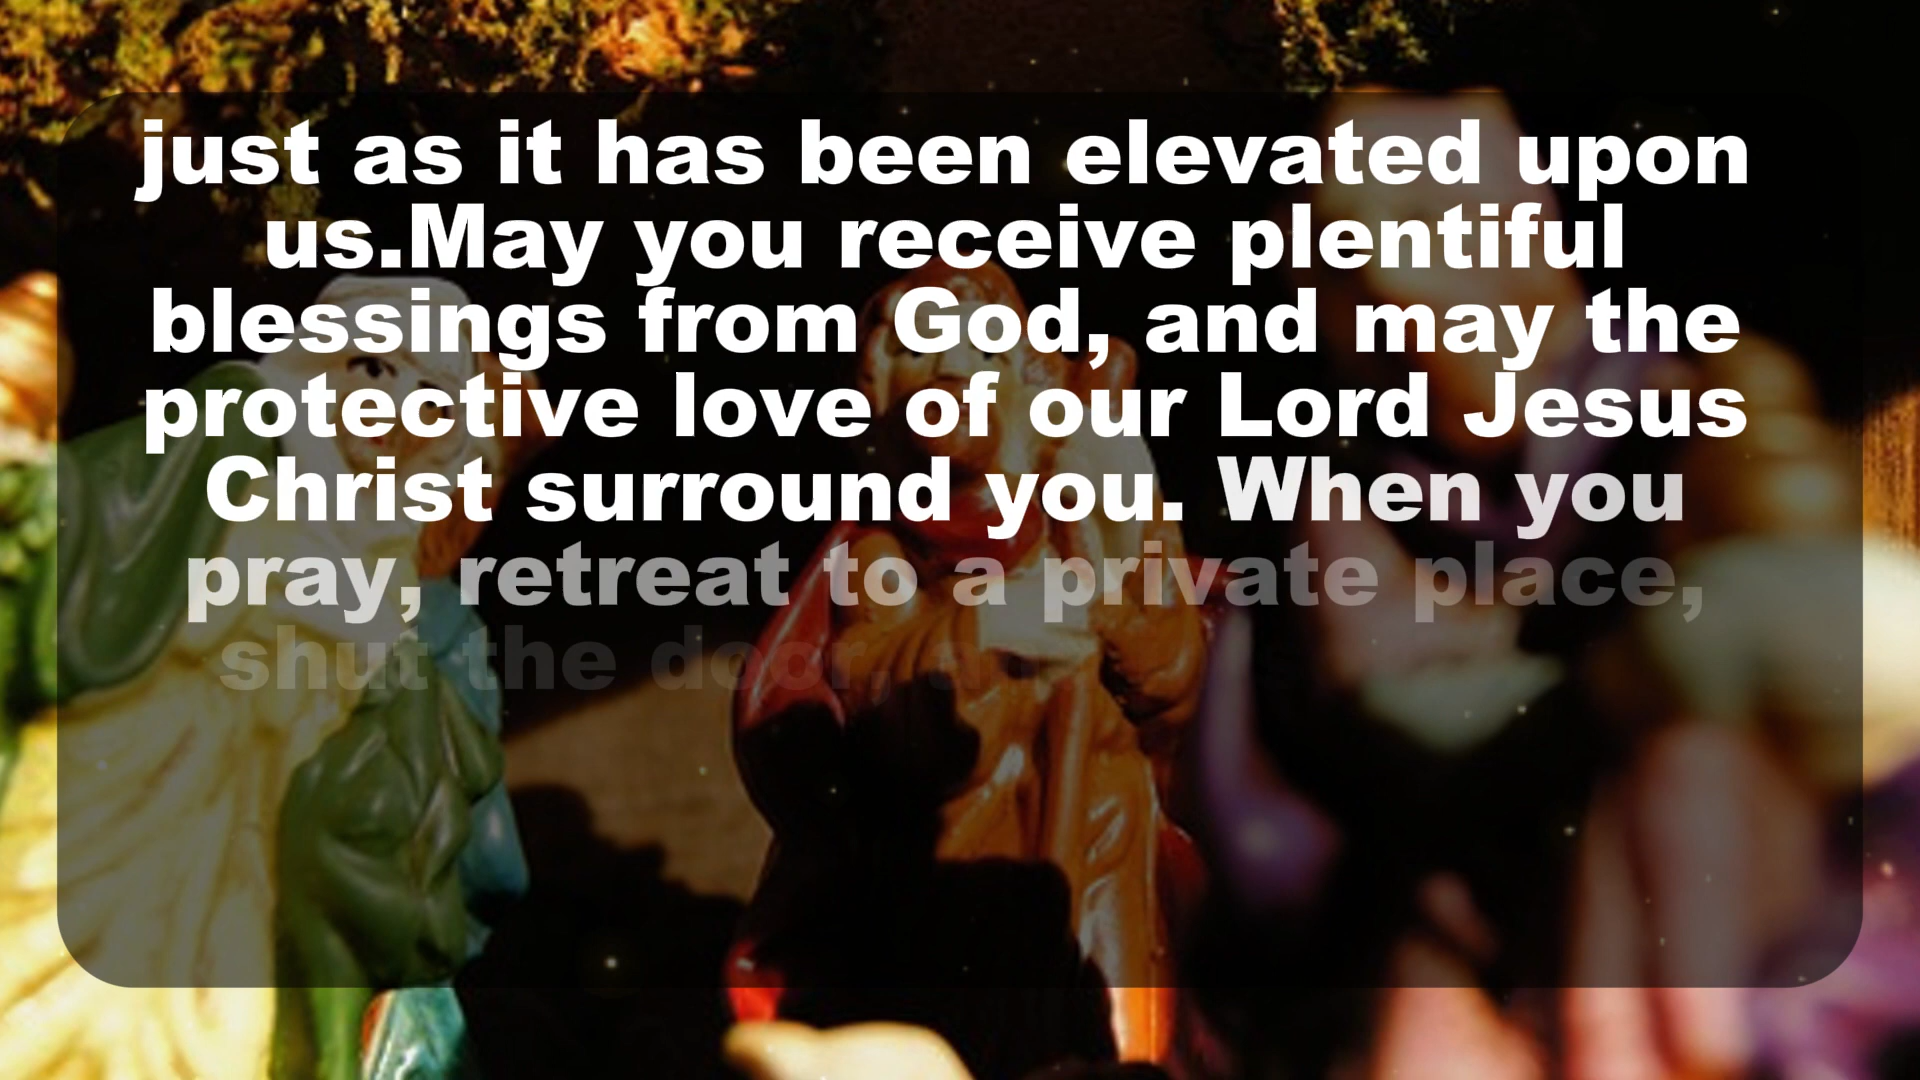 just as it has been elevated upon
us.May you receive plentiful
blessings from God, and may the
protective love of our Lord Jesus
Christ surround you. When you
pray, retreat to a private place,
shut the door,